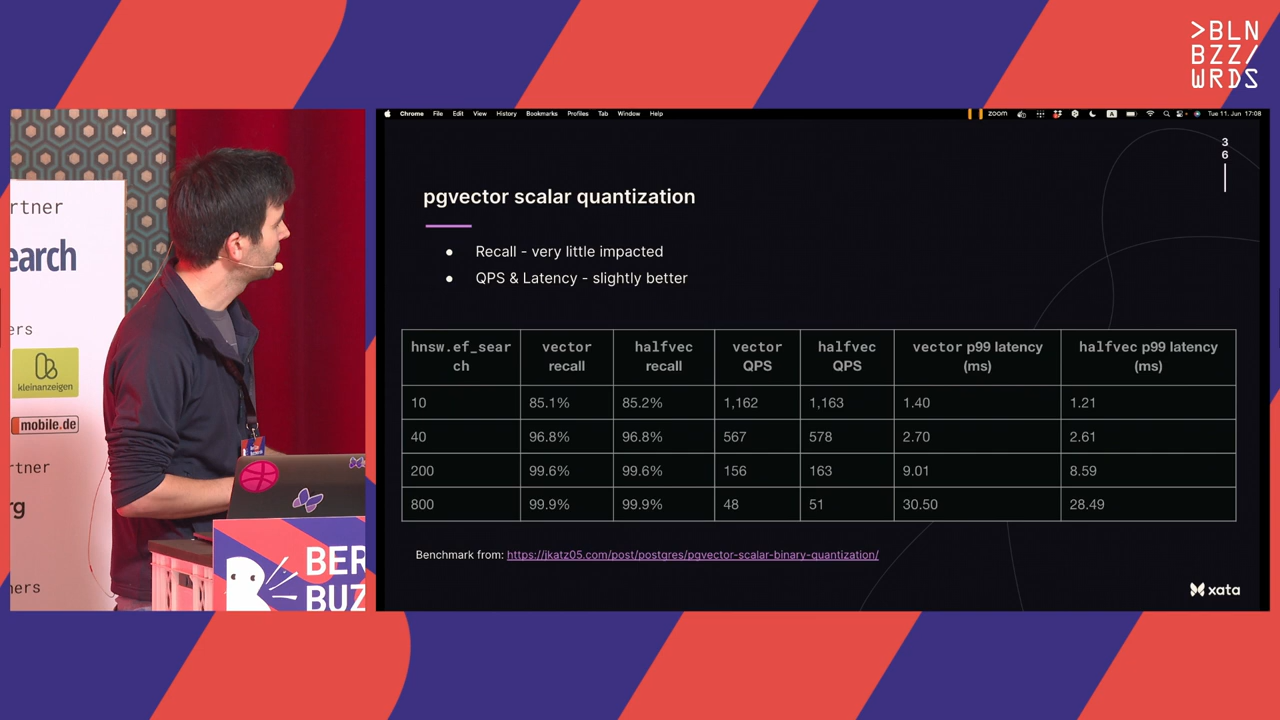 >BLN
BZZ/
WRDS
Chrome File Edit View History Bookmarks Profiles Tab Window Help
zoom A Tue 11. Jun 17:08
3
6
pgvector scalar quantization
● Recall - very little impacted
● QPS & Latency - slightly better
hnsw.ef_sear
ch vector
recall halfvec
recall vector
QPS halfvec
QPS vector p99 latency
(ms) halfvec p99 latency
(ms)
10 85.1% 85.2% 1,162 1,163 1.40 1.21
40 96.8% 96.8% 567 578 2.70 2.61
200 99.6% 99.6% 156 163 9.01 8.59
800 99.9% 99.9% 48 51 30.50 28.49
Benchmark from: https://jkatz05.com/post/postgres/pgvector-scalar-binary-quantization/
xata
rtner
earch
ers
kleinanzeigen
mobile.de
rtner
rg
ners
BER
BUZ